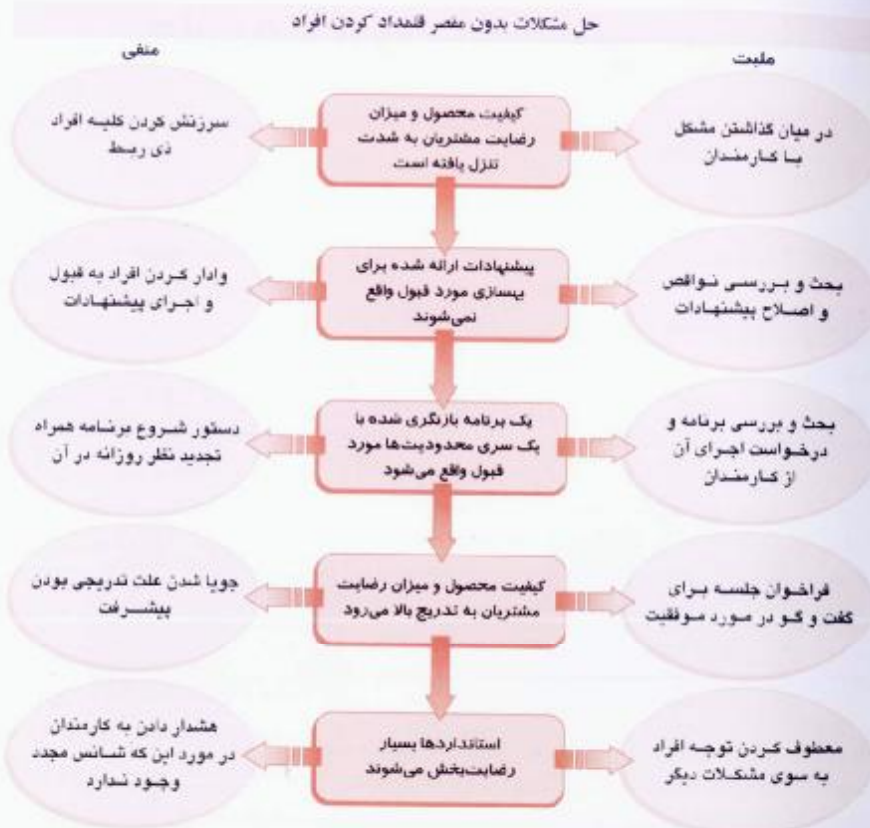 حل مشکلات بدون مقصر قلمداد کردن افراد
مثبت
منفی
در میان گذاشتن مشکل
با کارمندان
کیفیت محصول و میزان
رضایت مشتریان به شدت
تنزل یافته است
سرزنش کردن کلیه افراد
ذی ربط
بحث و بررسی نواقص
و اصلاح پیشنهادات
پیشنهادات ارائه شده برای
بهسازی مورد قبول واقع
نمی‌شوند
وادار کردن افراد به قبول
و اجرای پیشنهادات
بحث و بررسی برنامه و
درخواست اجرای آن
از کارمندان
یک برنامه بازنگری شده با
یک سری محدودیت‌ها مورد
قبول واقع می‌شود
دستور شروع برنامه همراه
تجدید نظر روزانه در آن
فراخوان جلسه برای
گفت و گو در مورد موفقیت
کیفیت محصول و میزان رضایت
مشتریان به تدریج بالا می‌رود
جویا شدن علت تدریجی بودن
پیشرفت
معطوف کردن توجه افراد
به سوی مشکلات دیگر
استانداردها بسیار
رضایت‌بخش می‌شوند
هشدار دادن به کارمندان
در مورد این که شانس مجدد
وجود ندارد